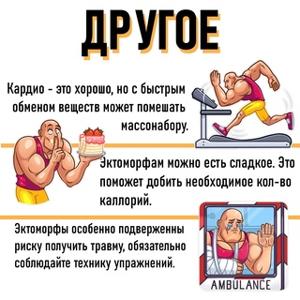 ДРУГОЕ
Кардио - это хорошо, но с быстрым
обменом веществ может помешать
массонабору.
Эктоморфам можно есть сладкое. Это
поможет добить необходимое кол-во
каллорий.
Эктоморфы особенно подверженны
риску получить травму, обязательно
соблюдайте технику упражнений.
AMBULANCE